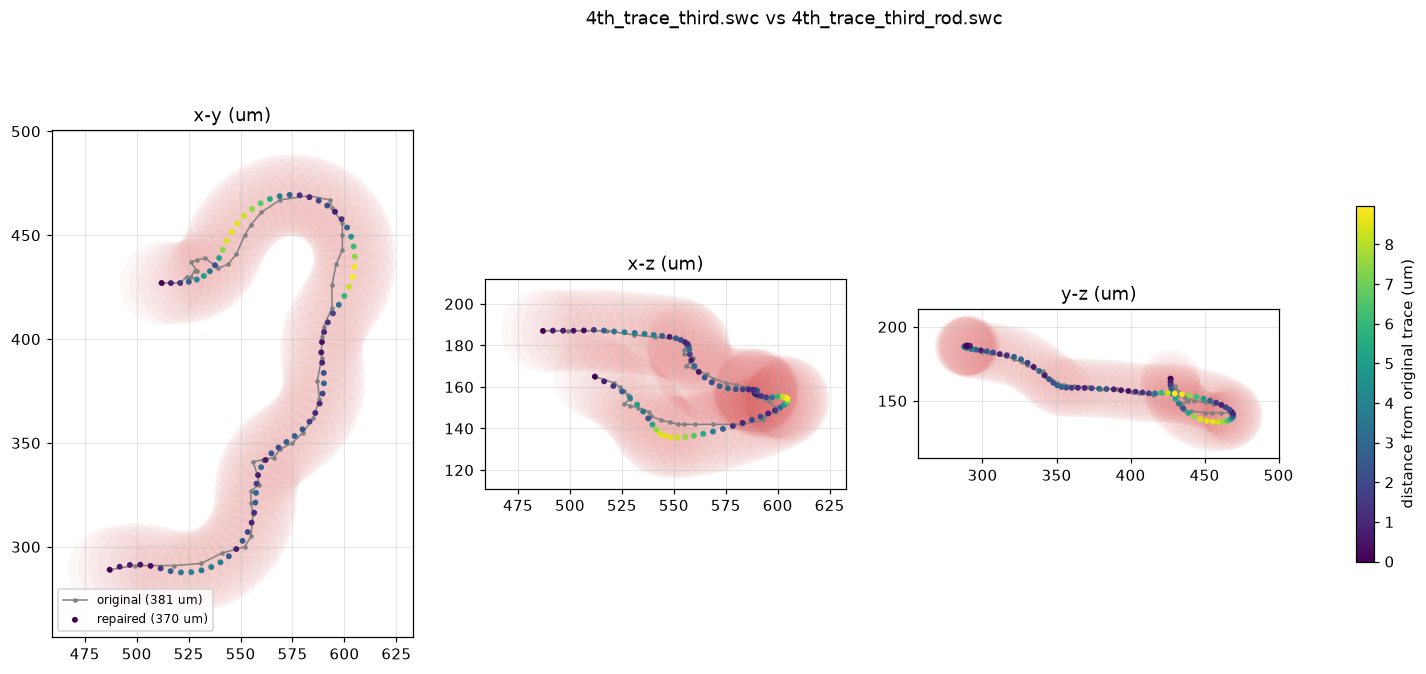 4th_trace_third.swc vs 4th_trace_third_rod.swc
x-y (um)
500
450
400
350
300
475 500 525 550 575 600 625
original (381 um)
repaired (370 um)
x-z (um)
200
180
160
140
120
475 500 525 550 575 600 625
y-z (um)
200
150
300 350 400 450 500
8
7
6
5
4
3
2
1
0
distance from original trace (um)